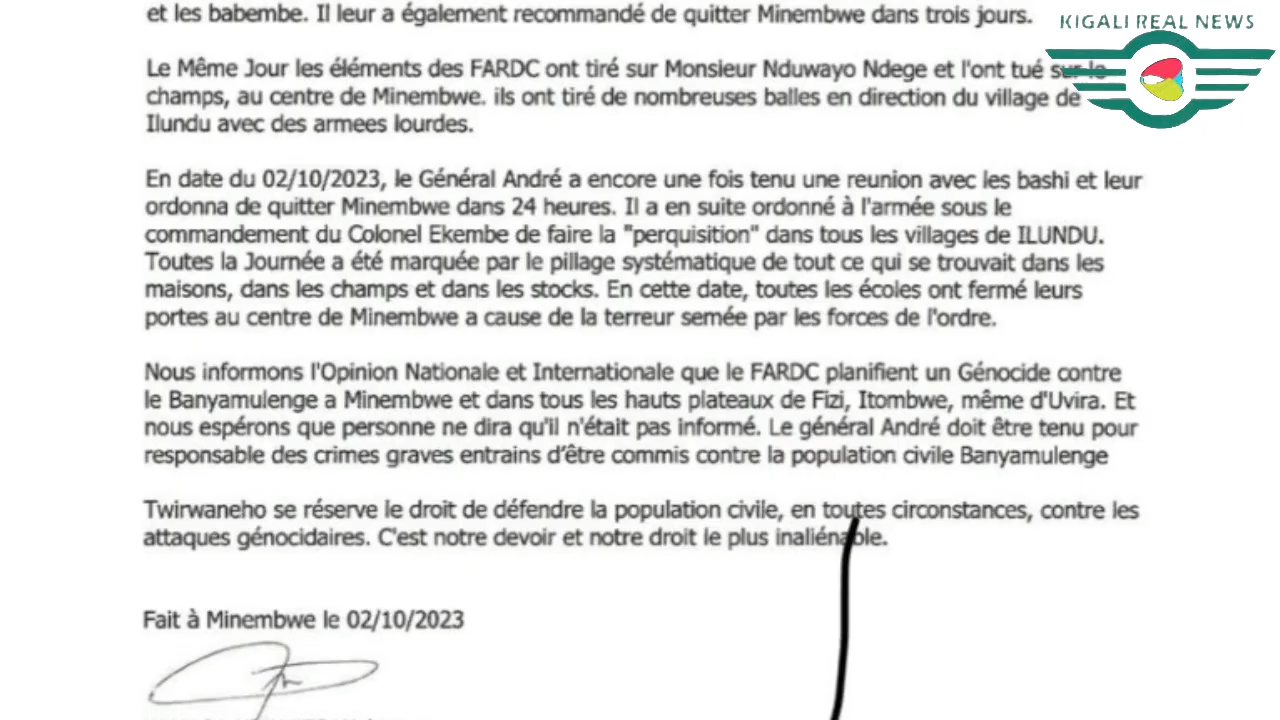 et les babembe. Il leur a également recommandé de quitter Minembwe dans trois jours.
KIGALI REAL NEWS
Le Même Jour les éléments des FARDC ont tiré sur Monsieur Nduwayo Ndege et l'ont tué sur le
champs, au centre de Minembwe. ils ont tiré de nombreuses balles en direction du village de
Ilundu avec des armees lourdes.
En date du 02/10/2023, le Général André a encore une fois tenu une reunion avec les bashi et leur
ordonna de quitter Minembwe dans 24 heures. Il a en suite ordonné à l'armée sous le
commandement du Colonel Ekembe de faire la "perquisition" dans tous les villages de ILUNDU.
Toutes la Journée a été marquée par le pillage systématique de tout ce qui se trouvait dans les
maisons, dans les champs et dans les stocks. En cette date, toutes les écoles ont fermé leurs
portes au centre de Minembwe a cause de la terreur semée par les forces de l'ordre.
Nous informons l'Opinion Nationale et Internationale que le FARDC planifient un Génocide contre
le Banyamulenge a Minembwe et dans tous les hauts plateaux de Fizi, Itombwe, même d'Uvira. Et
nous espérons que personne ne dira qu'il n'était pas informé. Le général André doit être tenu pour
responsable des crimes graves entrains d’être commis contre la population civile Banyamulenge
Twirwaneho se réserve le droit de défendre la population civile, en toutes circonstances, contre les
attaques génocidaires. C'est notre devoir et notre droit le plus inaliénable.
Fait à Minembwe le 02/10/2023